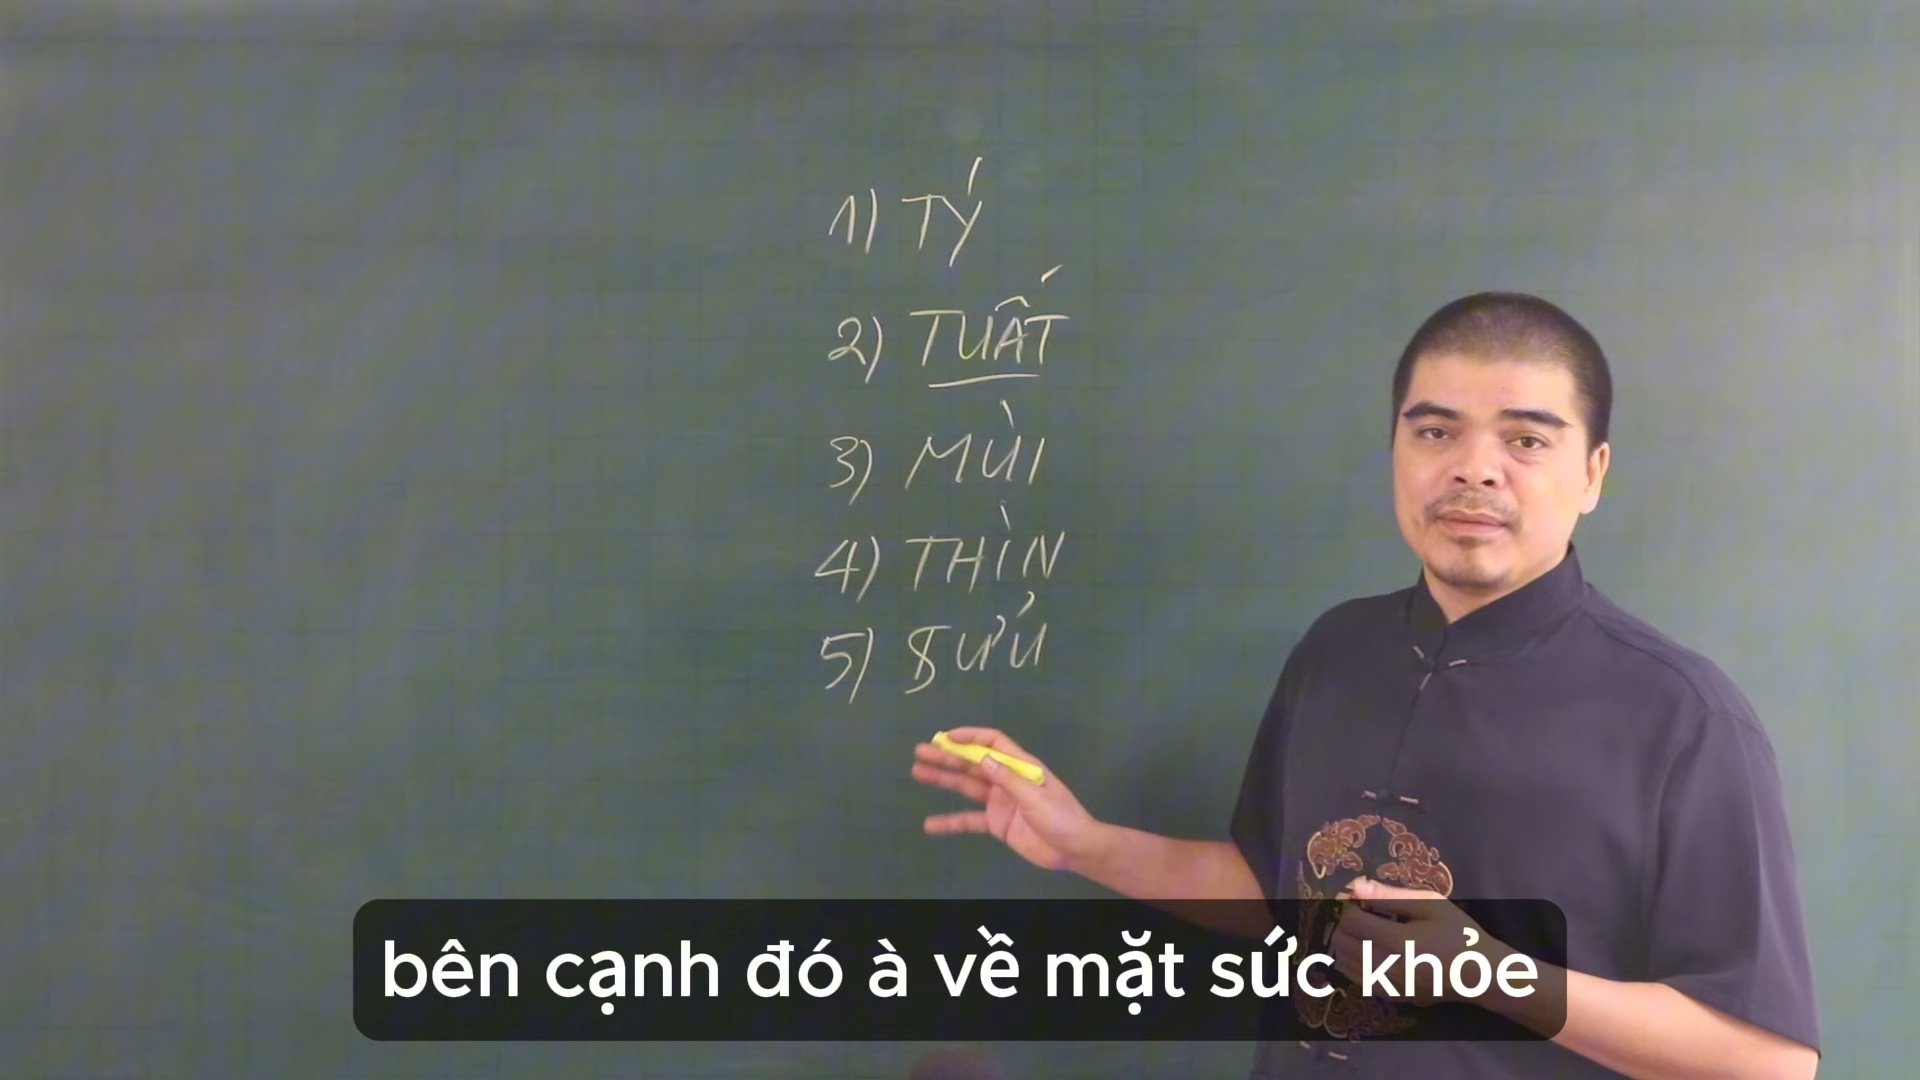 1) TÝ
2) TUẤT
3) MÙI
4) THÌN
5) SỬU
bên cạnh đó à về mặt sức khỏe